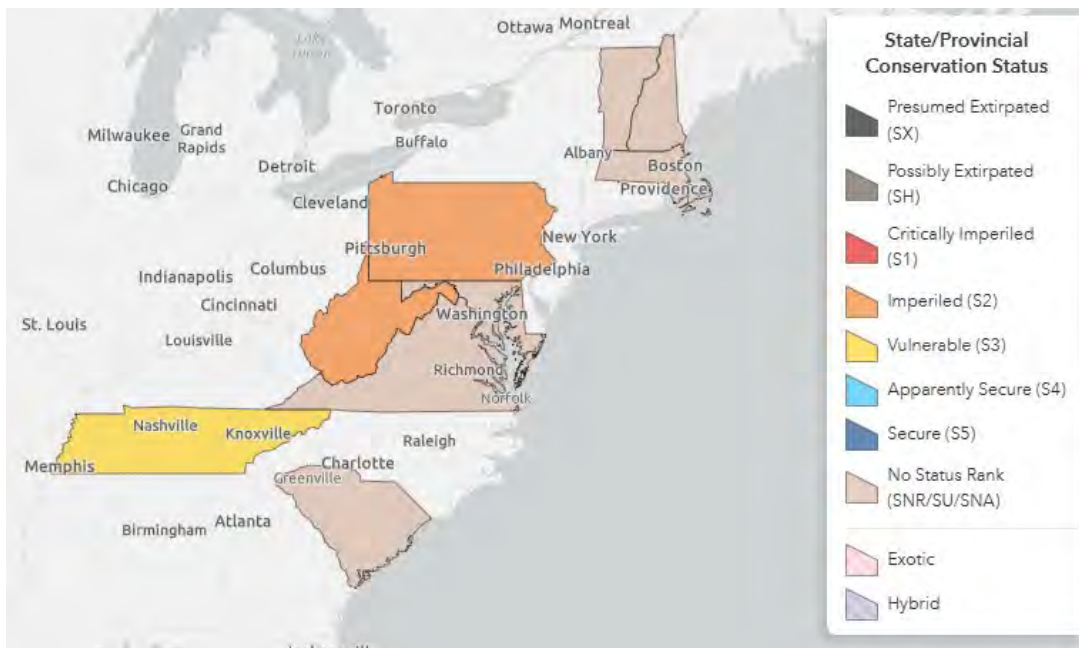 Ottawa Montreal
Toronto
Milwaukee Grand Rapids
Buffalo
Albany
Boston
Detroit
Chicago
Providence
Cleveland
New York
Pittsburgh
Philadelphia
Columbus
Indianapolis
Cincinnati
Washington
St. Louis
Louisville
Richmond
Norfolk
Nashville
Knoxville
Raleigh
Memphis
Charlotte
Greenville
Atlanta
Birmingham
State/Provincial
Conservation Status
Presumed Extirpated
(SX)
Possibly Extirpated
(SH)
Critically Imperiled
(S1)
Imperiled (S2)
Vulnerable (S3)
Apparently Secure (S4)
Secure (S5)
No Status Rank
(SNR/SU/SNA)
Exotic
Hybrid